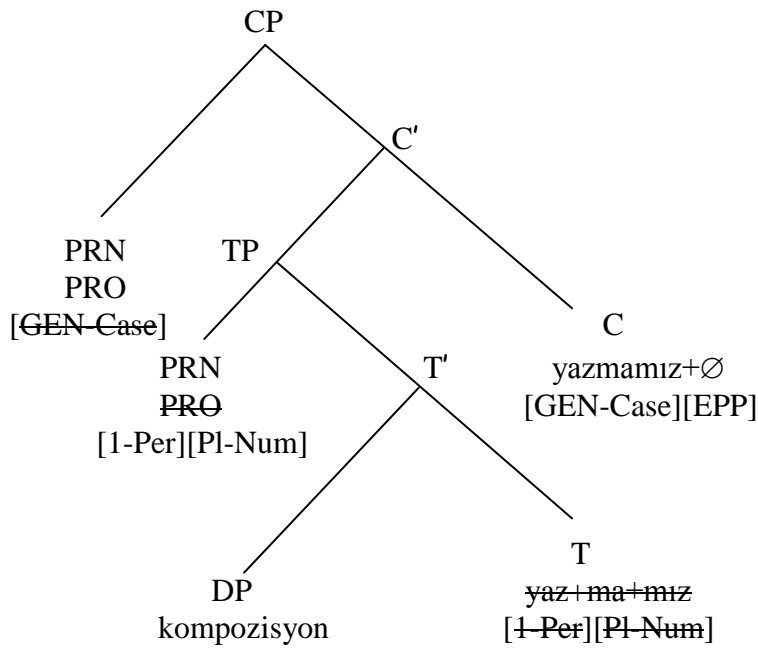 CP
C'
PRN
PRO
[GEN-Case]
TP
C
yazmamız+∅
[GEN-Case][EPP]
PRN
PRO
[1-Per][Pl-Num]
T'
DP
kompozisyon
T
yaz+ma+mız
[1-Per][Pl-Num]